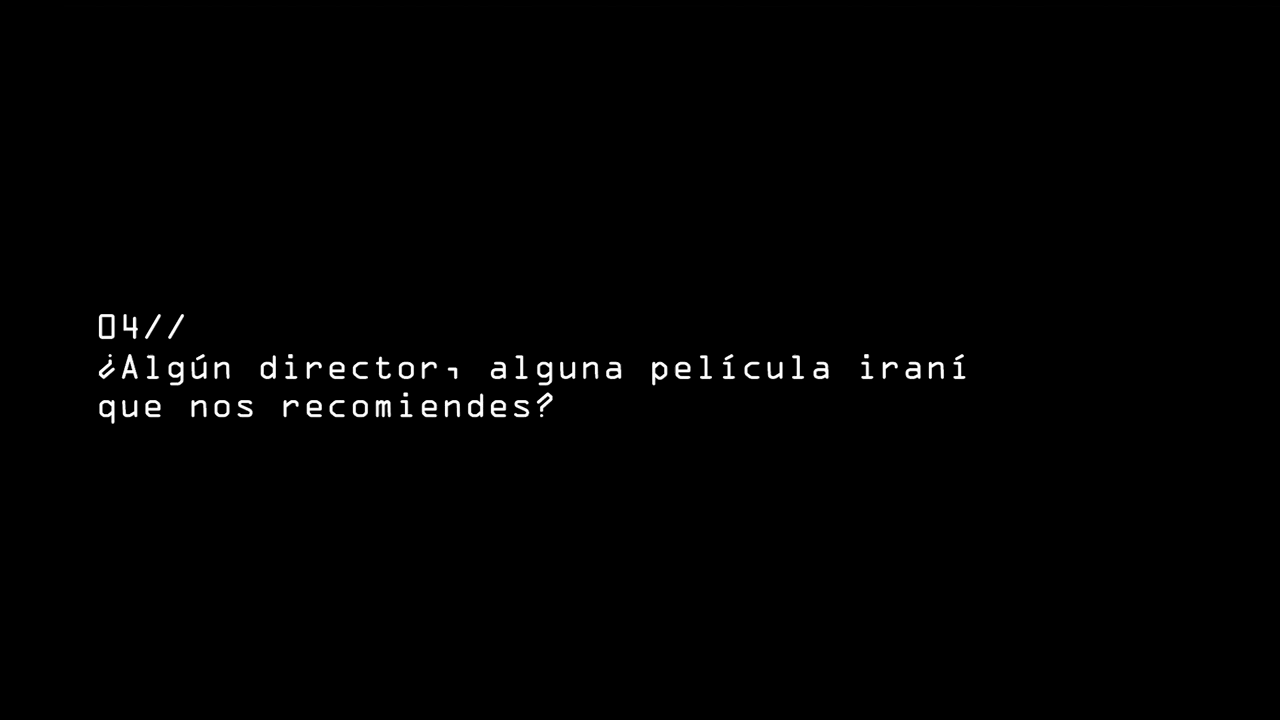 04//
¿Algún director, alguna película iraní
que nos recomiendes?